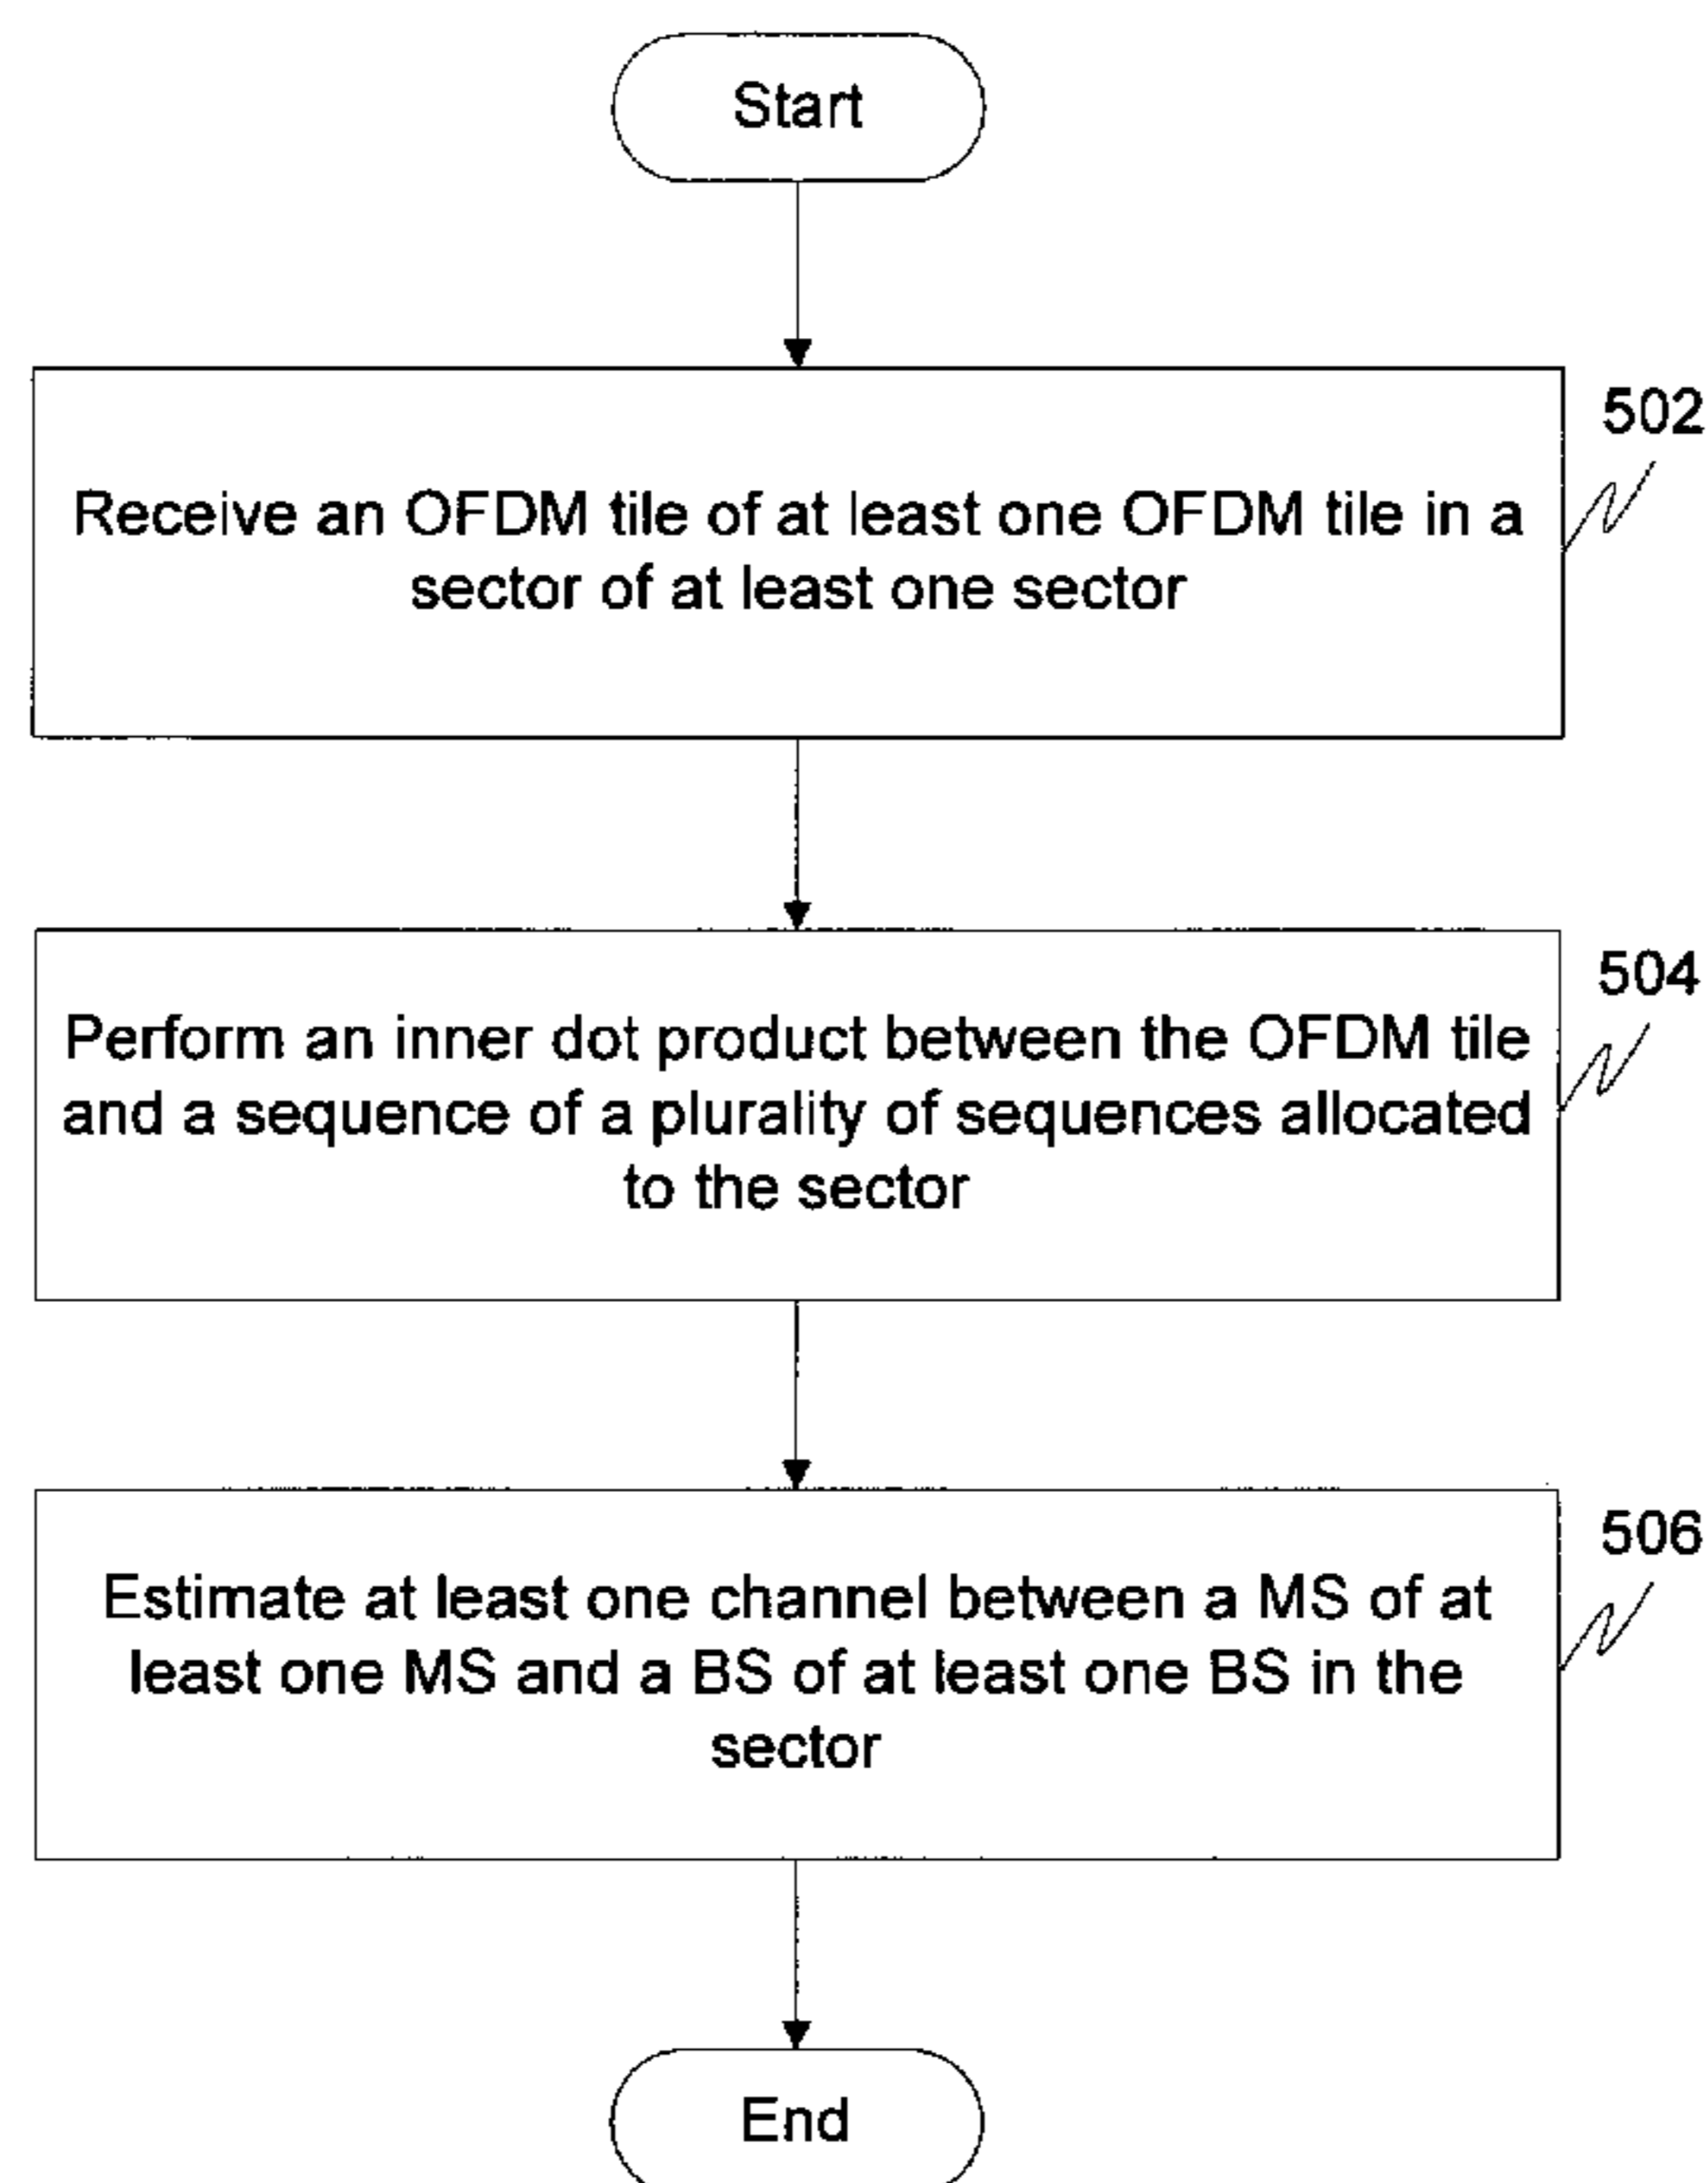 Start
502
Receive an OFDM tile of at least one OFDM tile in a
sector of at least one sector
504
Perform an inner dot product between the OFDM tile
and a sequence of a plurality of sequences allocated
to the sector
506
Estimate at least one channel between a MS of at
least one MS and a BS of at least one BS in the
sector
End